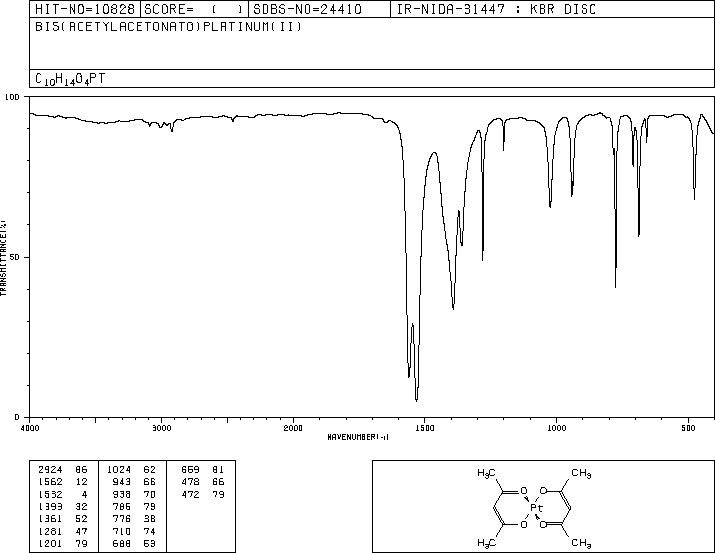 HIT-NO=10828 SCORE= ( ) SDBS-NO=24410 IR-NIDA-31447 : KBR DISC
BIS(ACETYLACETONATO)PLATINUM(II)
C10H14O4PT
100
50
0
TRANSMITTANCE(%)
4000 3000 2000 1500 1000 500
WAVENUMBER(-1)
2924 86 1024 62 659 81
1562 12 943 66 478 66
1532 4 938 70 472 79
1393 32 786 79
1361 52 776 38
1281 47 710 74
1201 79 688 53
H3C CH3
O O
Pt
O O
H3C CH3